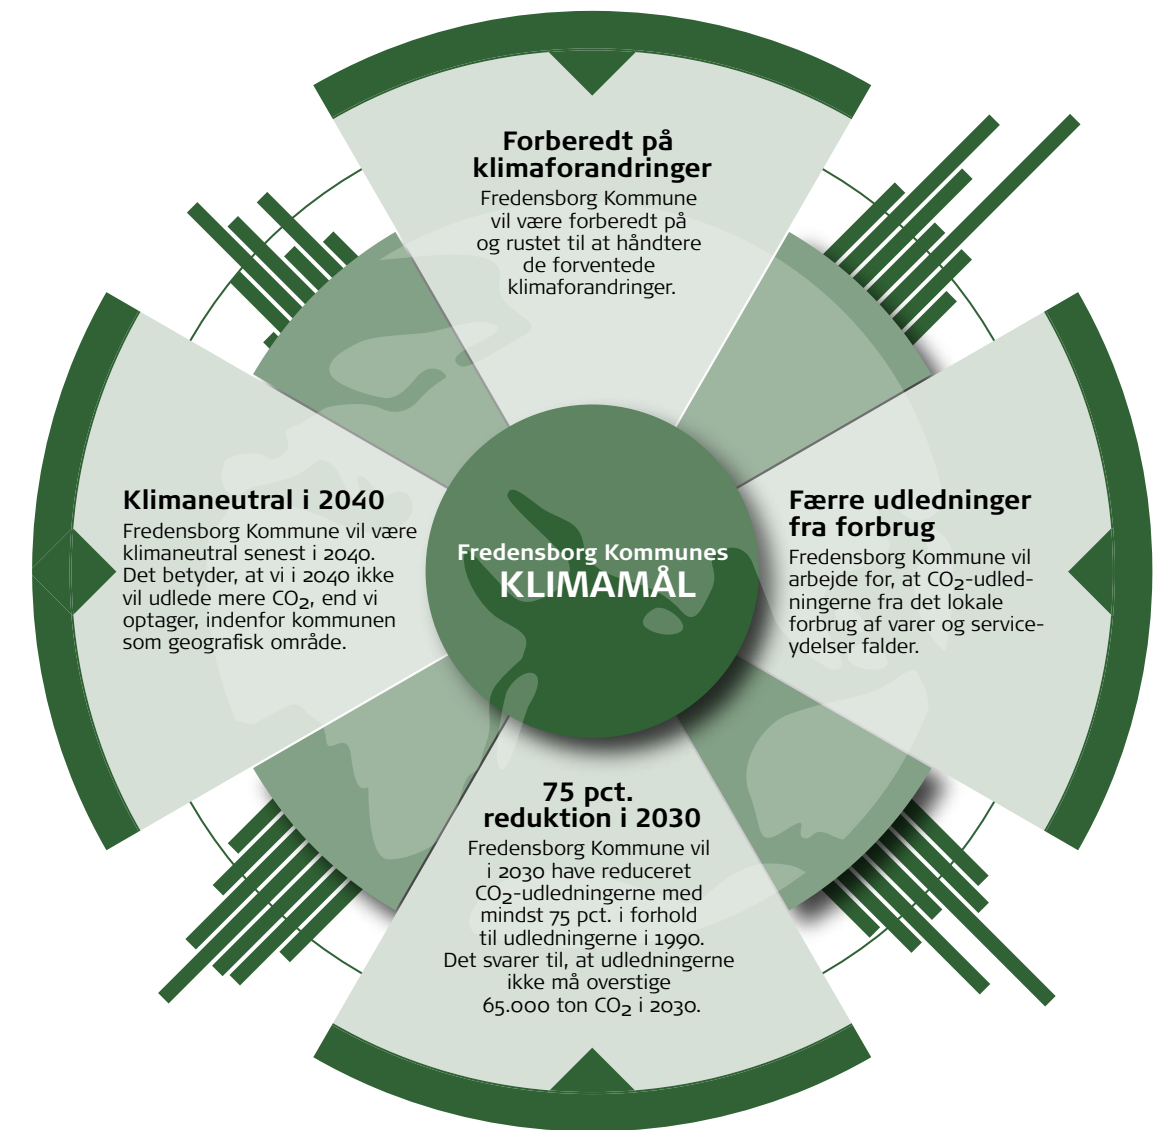 Forberedt på
klimaforandringer
Fredensborg Kommune
vil være forberedt på
og rustet til at håndtere
de forventede
klimaforandringer.
Klimaneutral i 2040
Fredensborg Kommune vil være
klimaneutral senest i 2040.
Det betyder, at vi i 2040 ikke
vil udlede mere CO2, end vi
optager, indenfor kommunen
som geografisk område.
Fredensborg Kommunes
KLIMAMÅL
Færre udledninger
fra forbrug
Fredensborg Kommune vil
arbejde for, at CO2-udled-
ningerne fra det lokale
forbrug af varer og service-
ydelser falder.
75 pct.
reduktion i 2030
Fredensborg Kommune vil
i 2030 have reduceret
CO2-udledningerne med
mindst 75 pct. i forhold
til udledningerne i 1990.
Det svarer til, at udledningerne
ikke må overstige
65.000 ton CO2 i 2030.